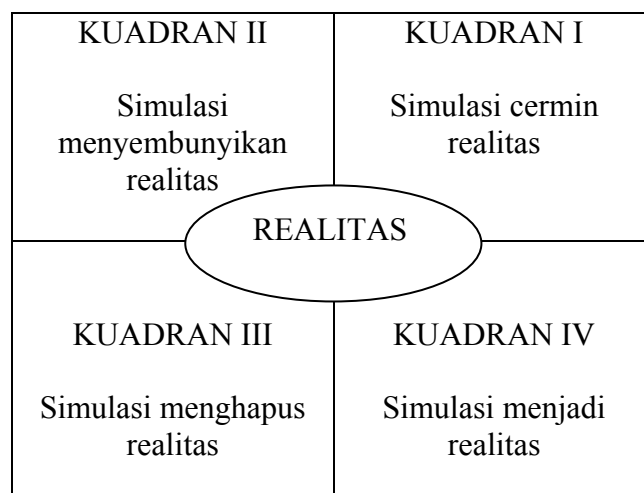 KUADRAN II
Simulasi
menyembunyikan
realitas
KUADRAN I
Simulasi cermin
realitas
REALITAS
KUADRAN III
Simulasi menghapus
realitas
KUADRAN IV
Simulasi menjadi
realitas